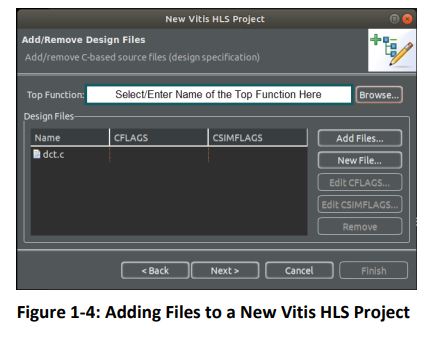 New Vitis HLS Project
Add/Remove Design Files
Add/remove C-based source files (design specification)
Top Function: Select/Enter Name of the Top Function Here Browse...
Design Files
Name CFLAGS CSIMFLAGS
Add Files...
dct.c
New File...
Edit CFLAGS...
Edit CSIMFLAGS...
Remove
< Back Next > Cancel Finish
Figure 1-4: Adding Files to a New Vitis HLS Project